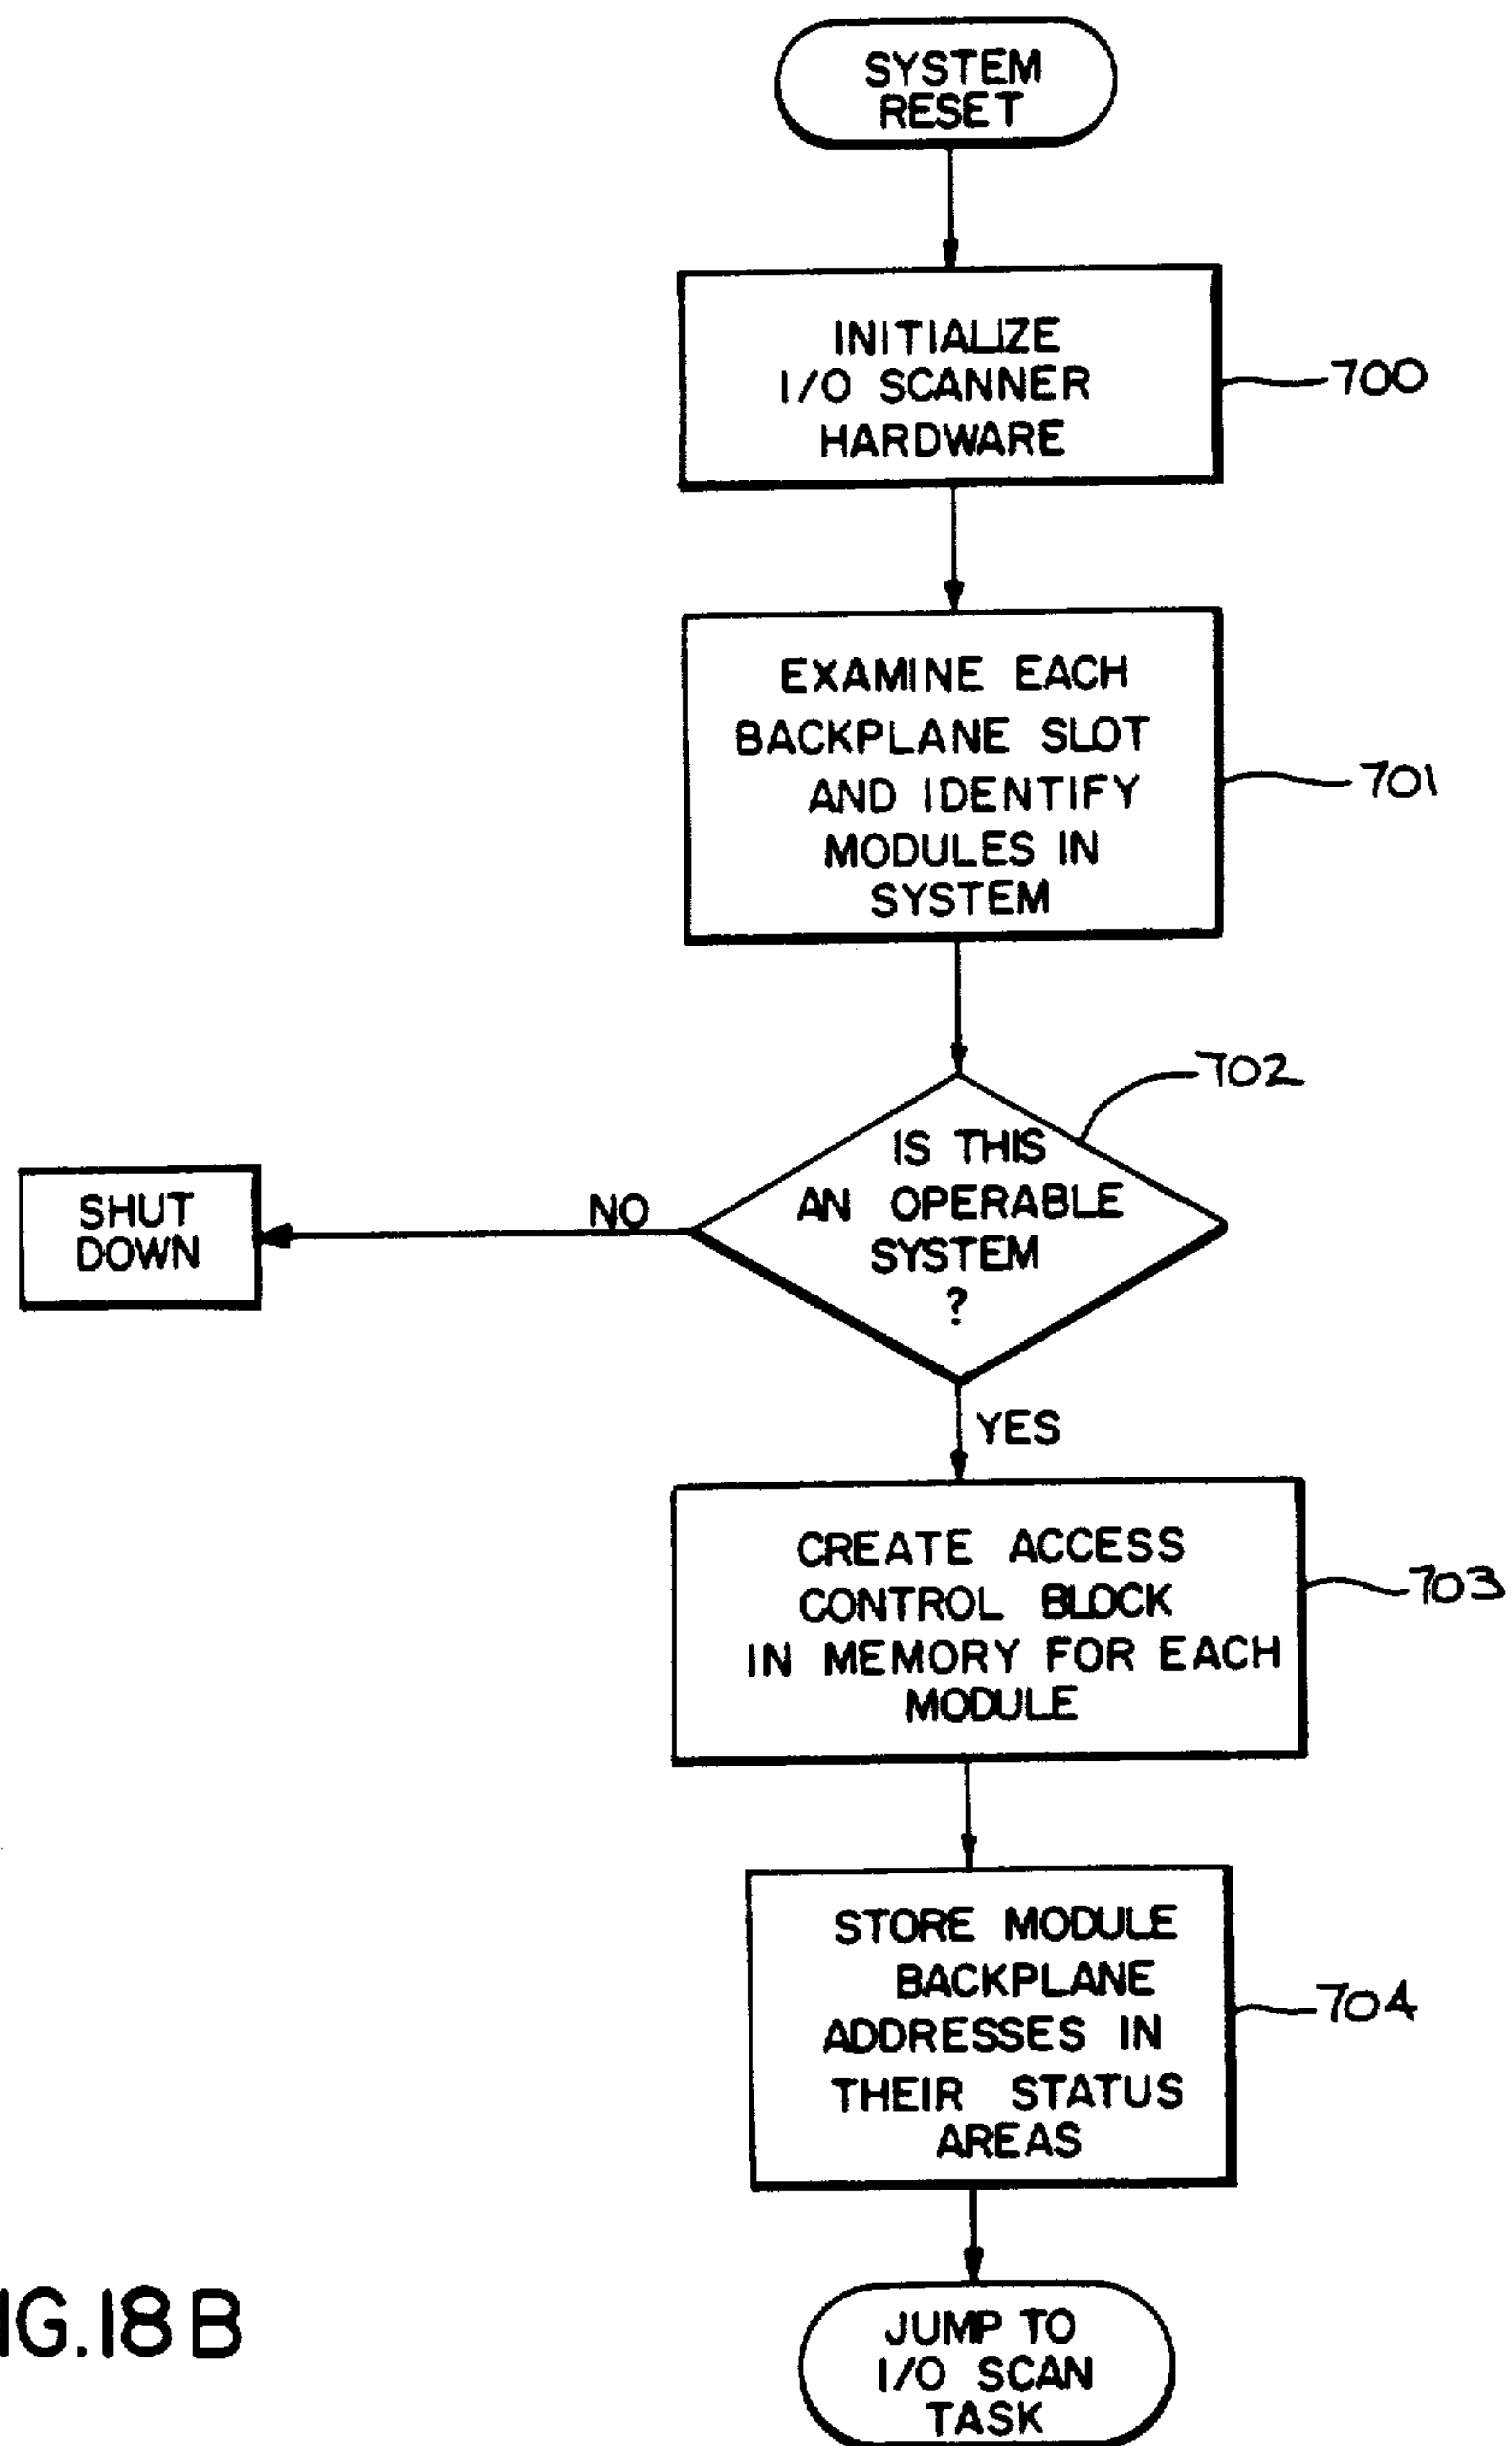 SYSTEM
RESET
INITIALIZE
I/O SCANNER
HARDWARE
700
EXAMINE EACH
BACKPLANE SLOT
AND IDENTIFY
MODULES IN
SYSTEM
701
702
IS THIS
AN OPERABLE
SYSTEM
?
NO
SHUT
DOWN
YES
CREATE ACCESS
CONTROL BLOCK
IN MEMORY FOR EACH
MODULE
703
STORE MODULE
BACKPLANE
ADDRESSES IN
THEIR STATUS
AREAS
704
JUMP TO
I/O SCAN
TASK
IG.18B